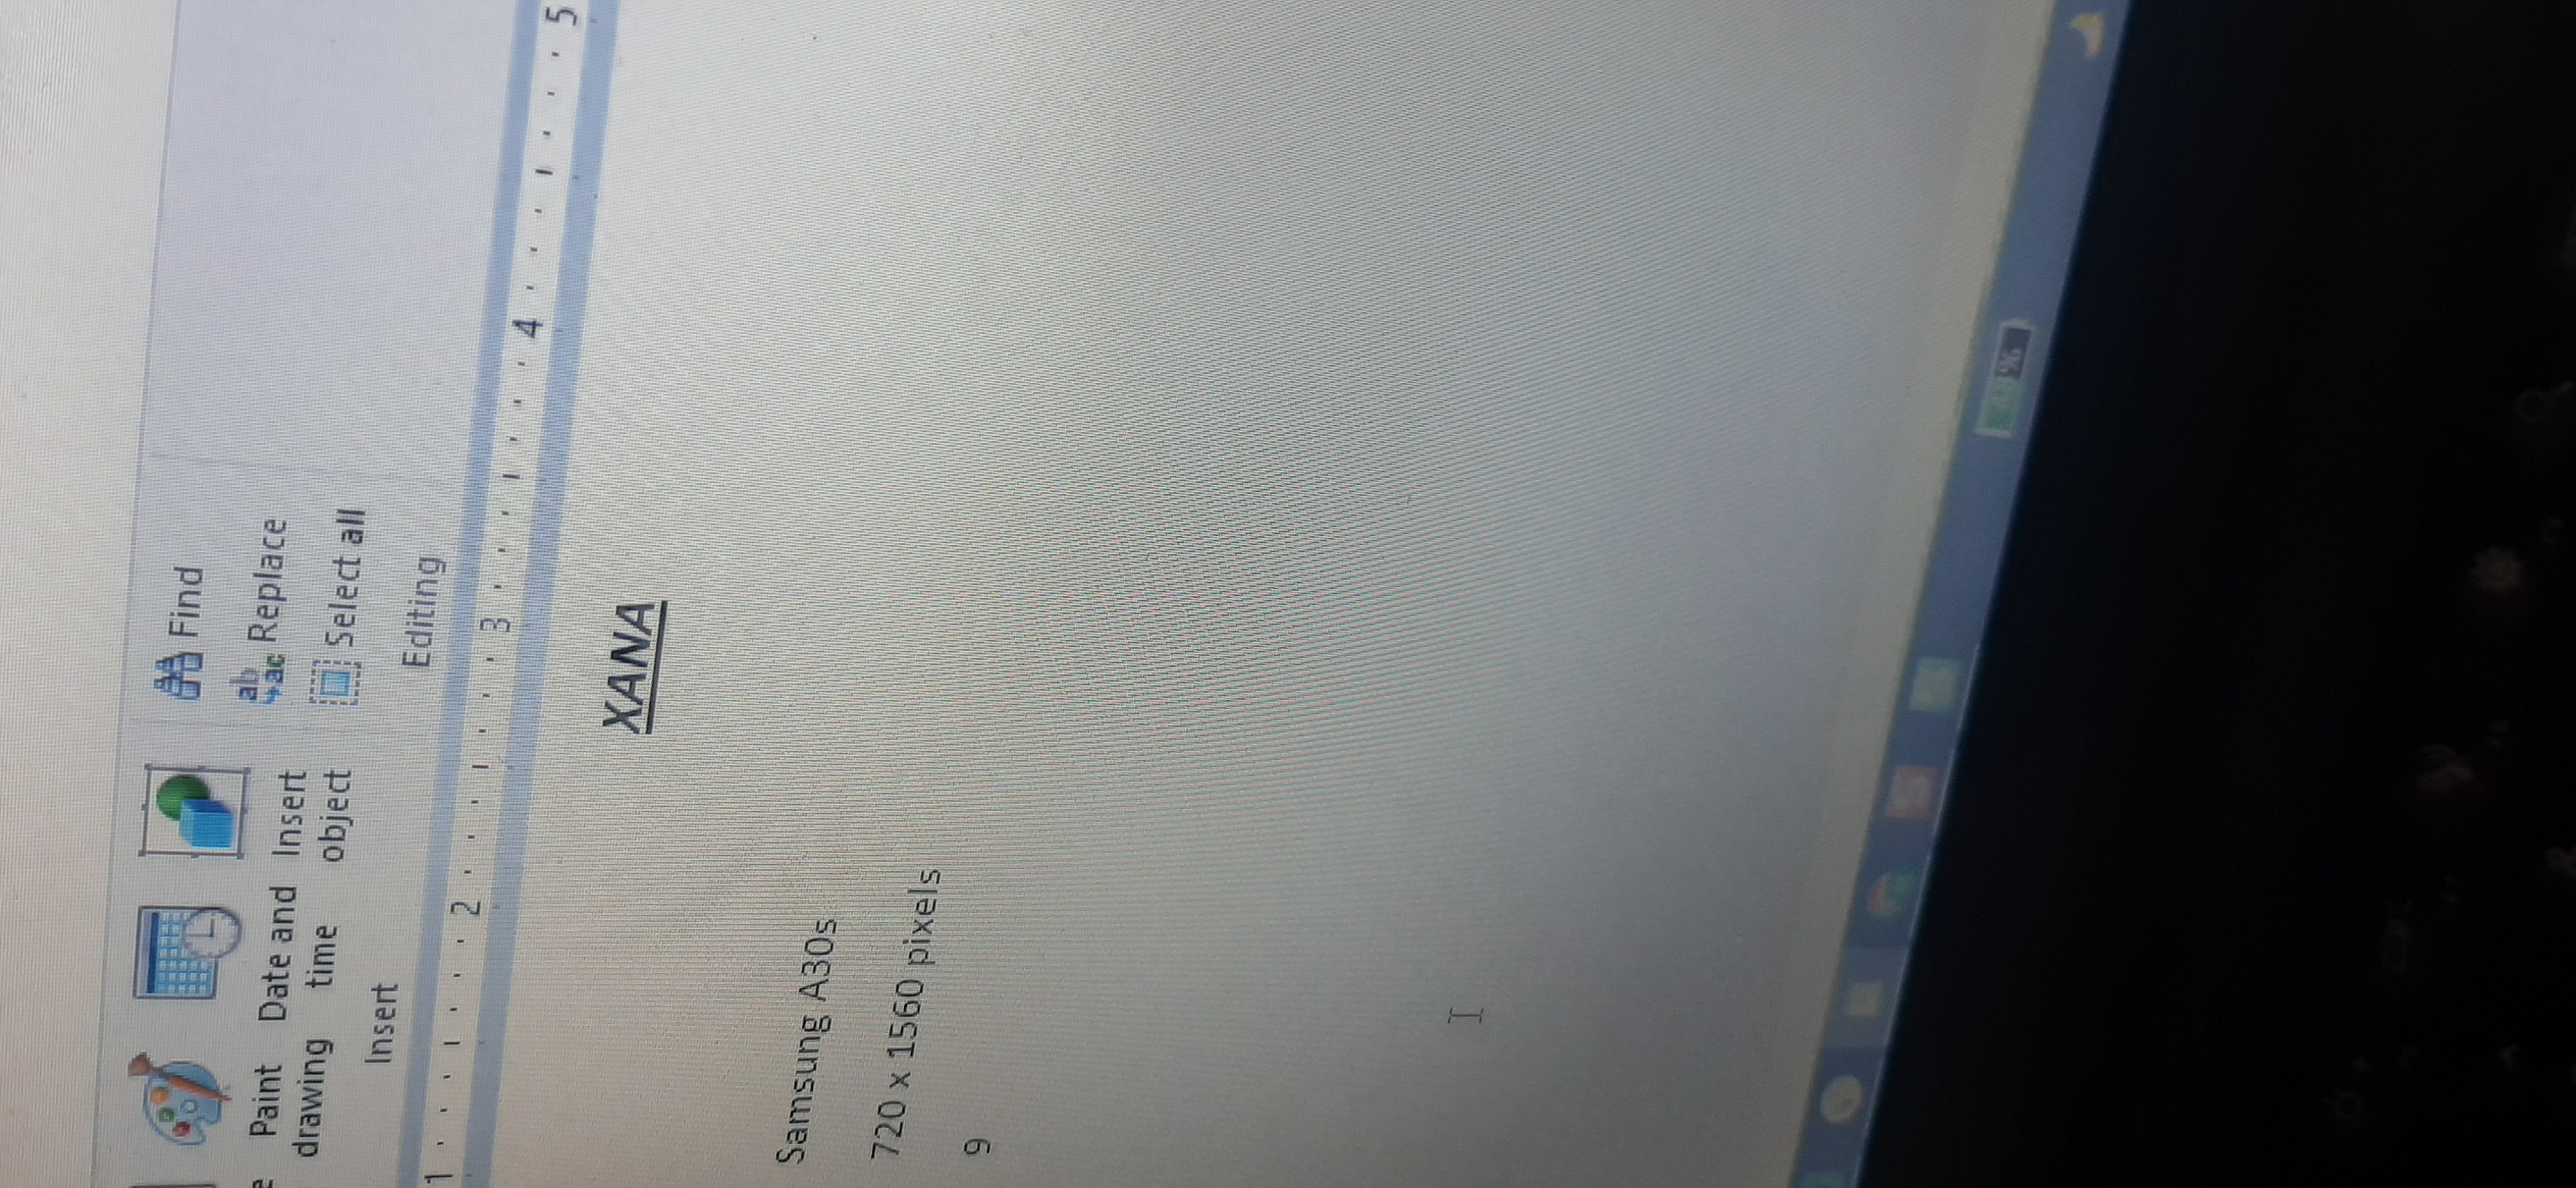 Paint drawing
Date and time
Insert object
Find
Replace
Select all
Insert
Editing
1 2 3 4 5
XANA
Samsung A30s
720 x 1560 pixels
9